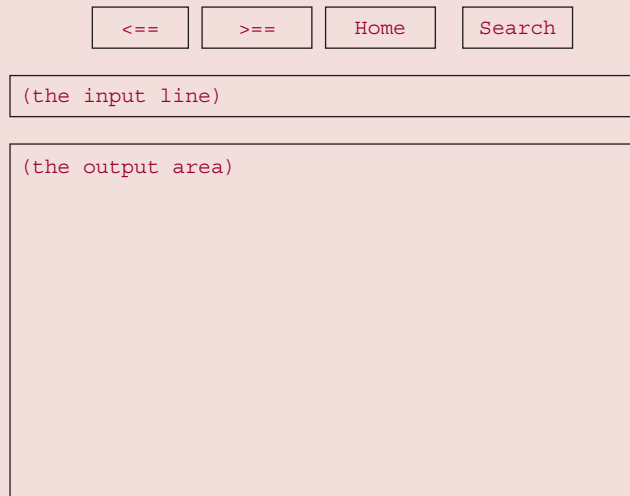 <== >== Home Search
(the input line)
(the output area)